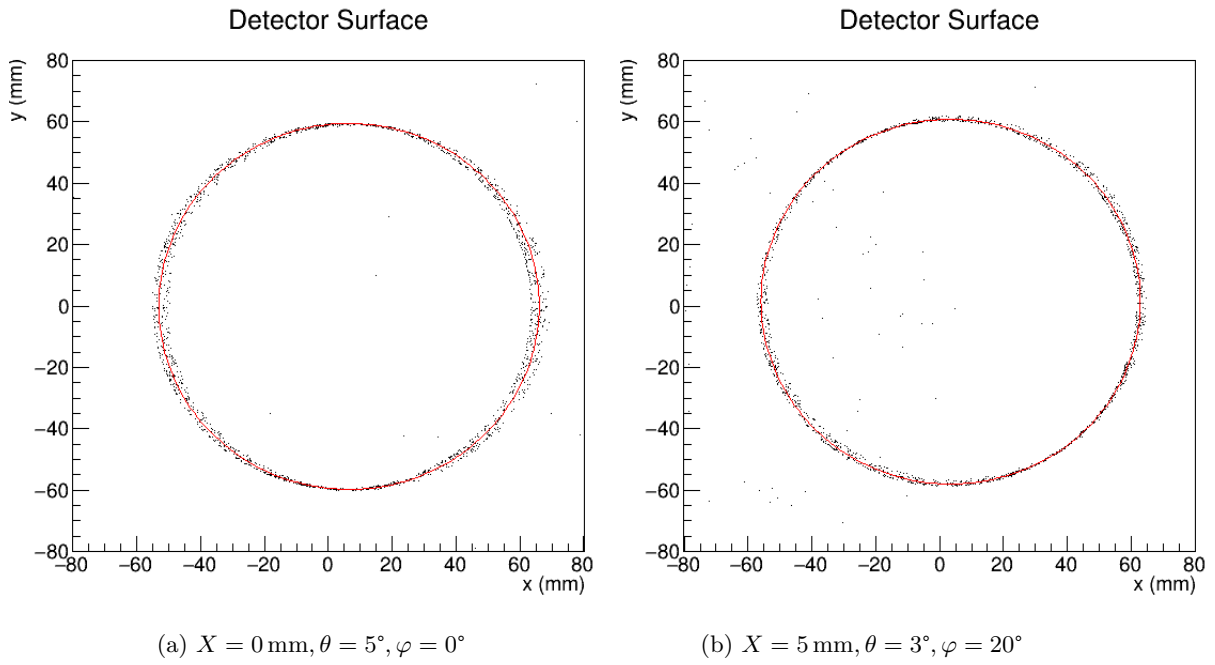 Detector Surface
y (mm)
80
60
40
20
0
−20
−40
−60
−80
−80 −60 −40 −20 0 20 40 60 80
x (mm)
(a) X = 0 mm, θ = 5°, φ = 0°
Detector Surface
y (mm)
80
60
40
20
0
−20
−40
−60
−80
−80 −60 −40 −20 0 20 40 60 80
x (mm)
(b) X = 5 mm, θ = 3°, φ = 20°